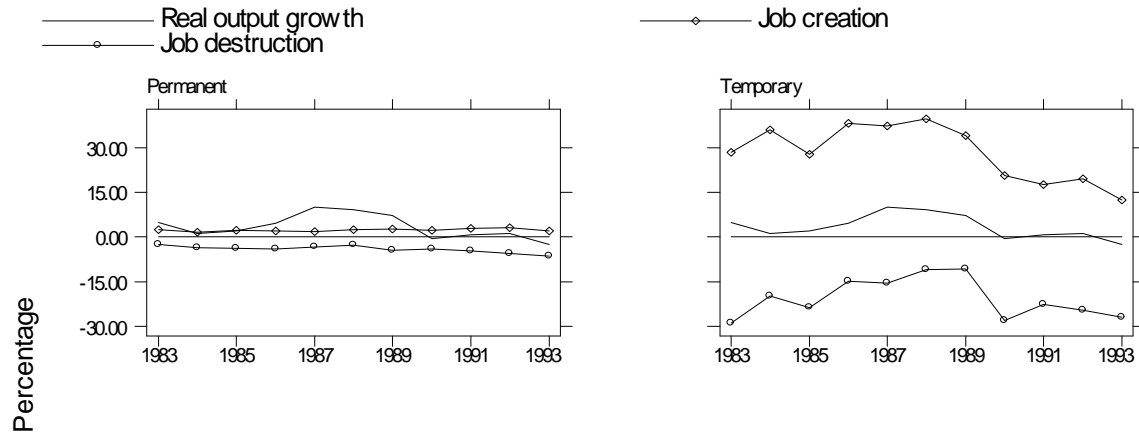 Real output growth
Job creation
Job destruction
Permanent
Temporary
30.00
15.00
0.00
-15.00
-30.00
1983 1985 1987 1989 1991 1993
1983 1985 1987 1989 1991 1993
Percentage